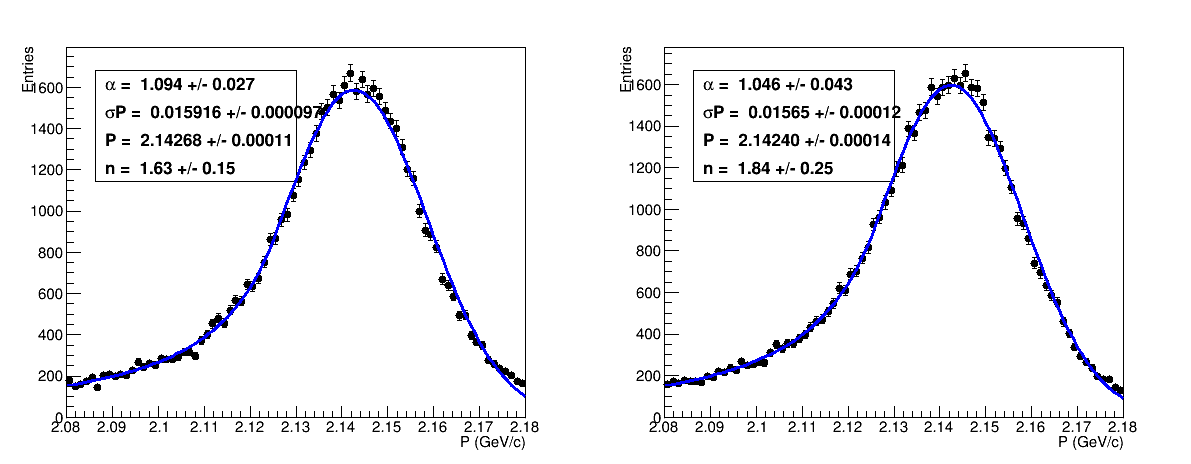 Entries
α = 1.094 +/- 0.027
σP = 0.015916 +/- 0.000097
P = 2.14268 +/- 0.00011
n = 1.63 +/- 0.15
1600
1400
1200
1000
800
600
400
200
0
2.08 2.09 2.1 2.11 2.12 2.13 2.14 2.15 2.16 2.17 2.18
P (GeV/c)
Entries
α = 1.046 +/- 0.043
σP = 0.01565 +/- 0.00012
P = 2.14240 +/- 0.00014
n = 1.84 +/- 0.25
1600
1400
1200
1000
800
600
400
200
0
2.08 2.09 2.1 2.11 2.12 2.13 2.14 2.15 2.16 2.17 2.18
P (GeV/c)